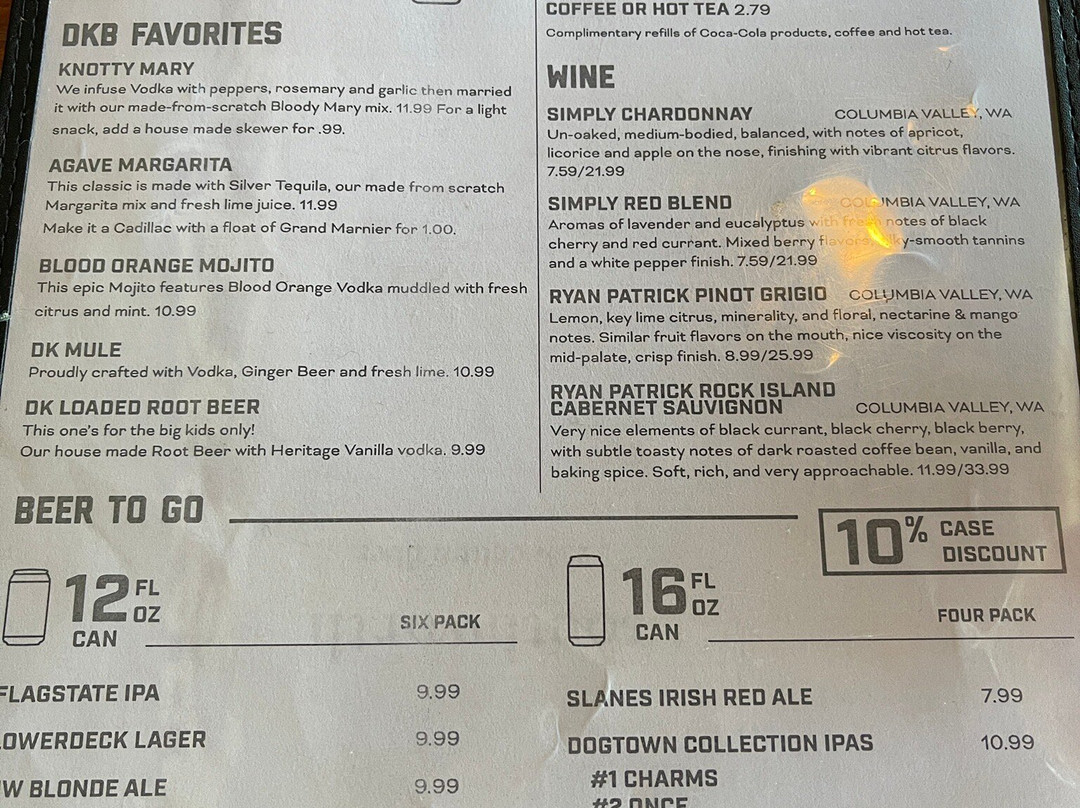 DKB FAVORITES
KNOTTY MARY
We infuse Vodka with peppers, rosemary and garlic then married
it with our made-from-scratch Bloody Mary mix. 11.99 For a light
snack, add a house made skewer for .99.
AGAVE MARGARITA
This classic is made with Silver Tequila, our made from scratch
Margarita mix and fresh lime juice. 11.99
Make it a Cadillac with a float of Grand Marnier for 1.00.
BLOOD ORANGE MOJITO
This epic Mojito features Blood Orange Vodka muddled with fresh
citrus and mint. 10.99
DK MULE
Proudly crafted with Vodka, Ginger Beer and fresh lime. 10.99
DK LOADED ROOT BEER
This one's for the big kids only!
Our house made Root Beer with Heritage Vanilla vodka. 9.99
COFFEE OR HOT TEA 2.79
Complimentary refills of Coca-Cola products, coffee and hot tea.
WINE
SIMPLY CHARDONNAY COLUMBIA VALLEY, WA
Un-oaked, medium-bodied, balanced, with notes of apricot,
licorice and apple on the nose, finishing with vibrant citrus flavors.
7.59/21.99
SIMPLY RED BLEND COLUMBIA VALLEY, WA
Aromas of lavender and eucalyptus with fresh notes of black
cherry and red currant. Mixed berry flavors, y-smooth tannins
and a white pepper finish. 7.59/21.99
RYAN PATRICK PINOT GRIGIO COLUMBIA VALLEY, WA
Lemon, key lime citrus, minerality, and floral, nectarine & mango
notes. Similar fruit flavors on the mouth, nice viscosity on the
mid-palate, crisp finish. 8.99/25.99
RYAN PATRICK ROCK ISLAND
CABERNET SAUVIGNON COLUMBIA VALLEY, WA
Very nice elements of black currant, black cherry, black berry,
with subtle toasty notes of dark roasted coffee bean, vanilla, and
baking spice. Soft, rich, and very approachable. 11.99/33.99
BEER TO GO
10% CASE
DISCOUNT
12 FL
OZ
CAN SIX PACK
FLAGSTATE IPA 9.99
LOWERDECK LAGER 9.99
W BLONDE ALE 9.99
16 FL
OZ
CAN FOUR PACK
SLANES IRISH RED ALE 7.99
DOGTOWN COLLECTION IPAS 10.99
#1 CHARMS
#2 ONCE